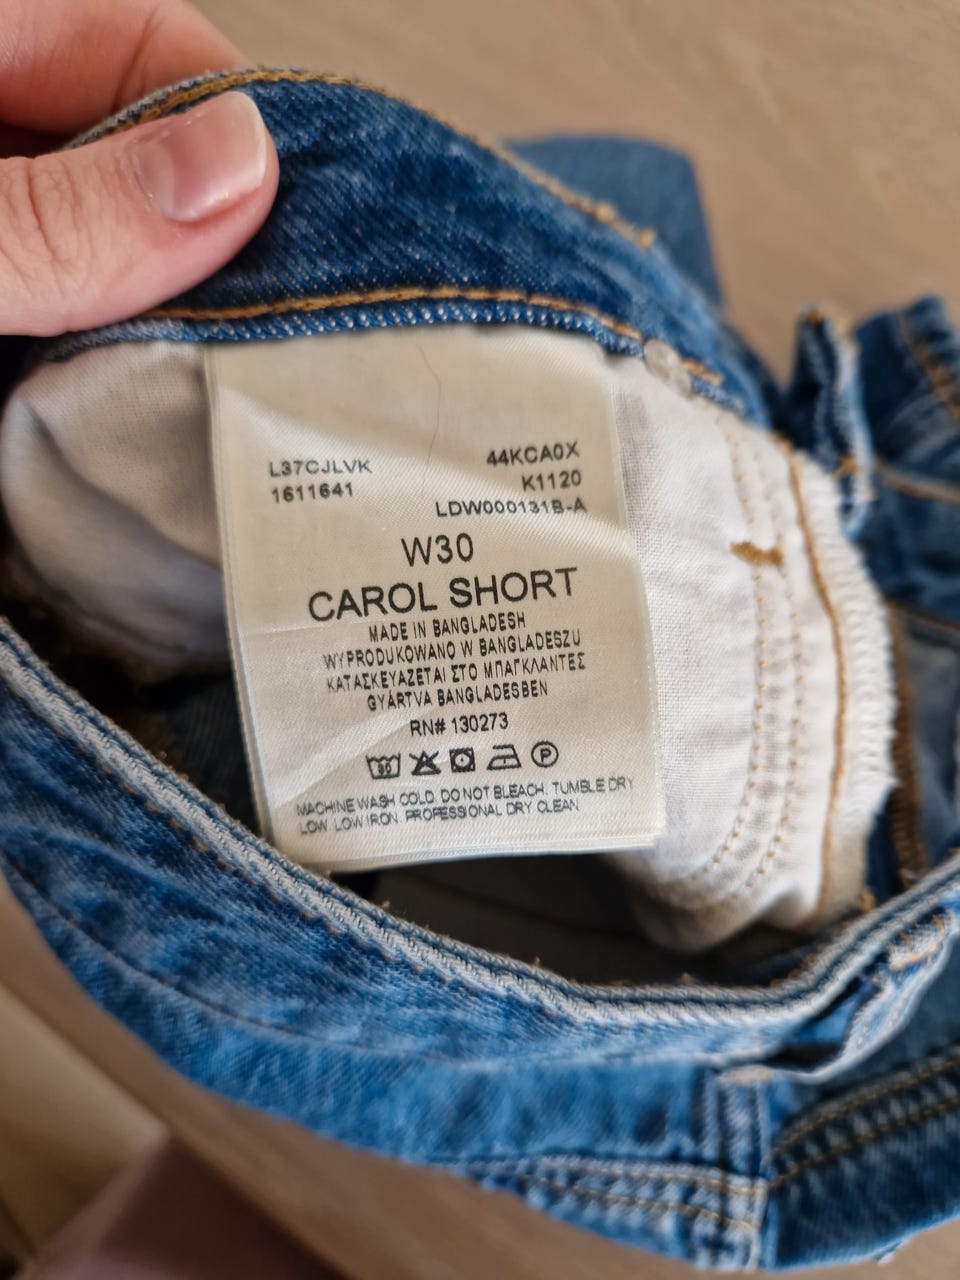 L37CJLVK 44KCA0X
1611641 K1120
LDW000131B-A
W30
CAROL SHORT
MADE IN BANGLADESH
WYPRODUKOWANO W BANGLADESZU
ΚΑΤΑΣΚΕΥΑΖΕΤΑΙ ΣΤΟ ΜΠΑΓΚΛΑΝΤΕΣ
GYÁRTVA BANGLADESBEN
RN# 130273
30 P
MACHINE WASH COLD. DO NOT BLEACH. TUMBLE DRY
LOW. LOW IRON. PROFESSIONAL DRY CLEAN.